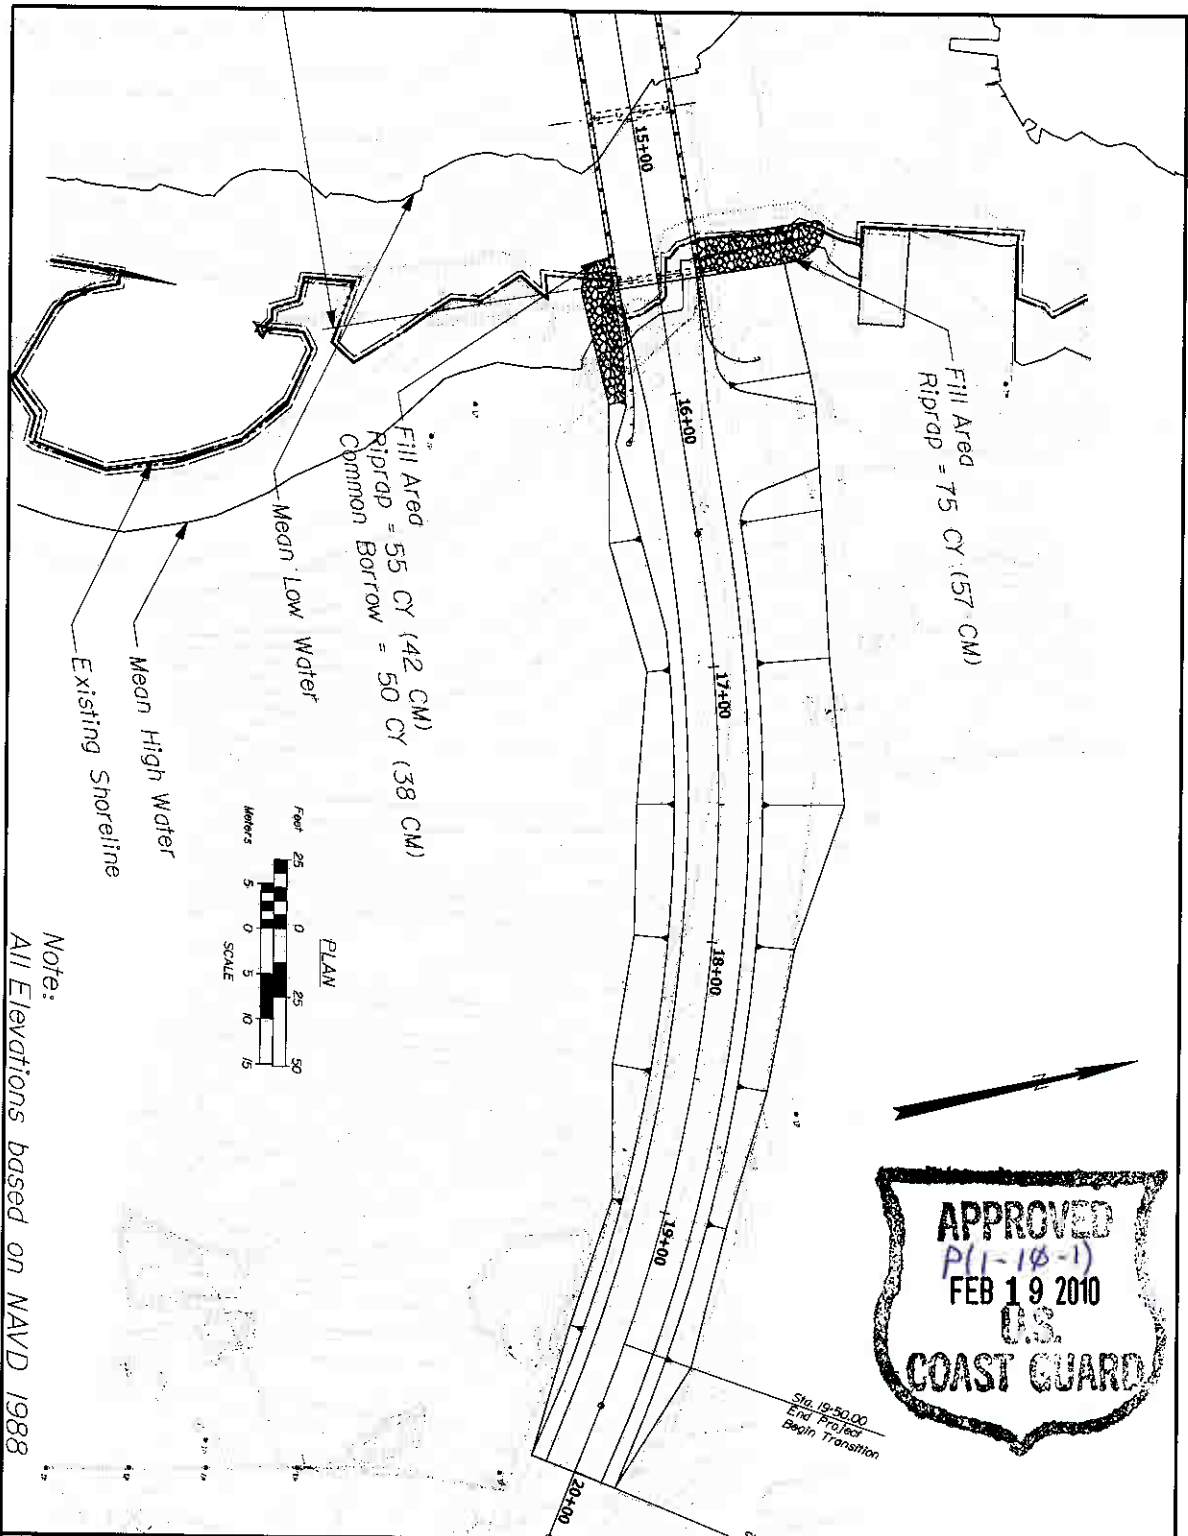 15+00
16+00
17+00
18+00
19+00
20+00
Fill Area
Riprap = 75 CY (57 CM)
Fill Area
Riprap = 55 CY (42 CM)
Common Borrow = 50 CY (38 CM)
Mean Low Water
Mean High Water
Existing Shoreline
PLAN
Feet 25 0 25 50
Meters 5 0 5 10 15
SCALE
Note:
All Elevations based on NAVD 1988
N
APPROVED
P(1-10-1)
FEB 19 2010
U.S.
COAST GUARD
Sta. 19+50.00
End Project
Begin Transition